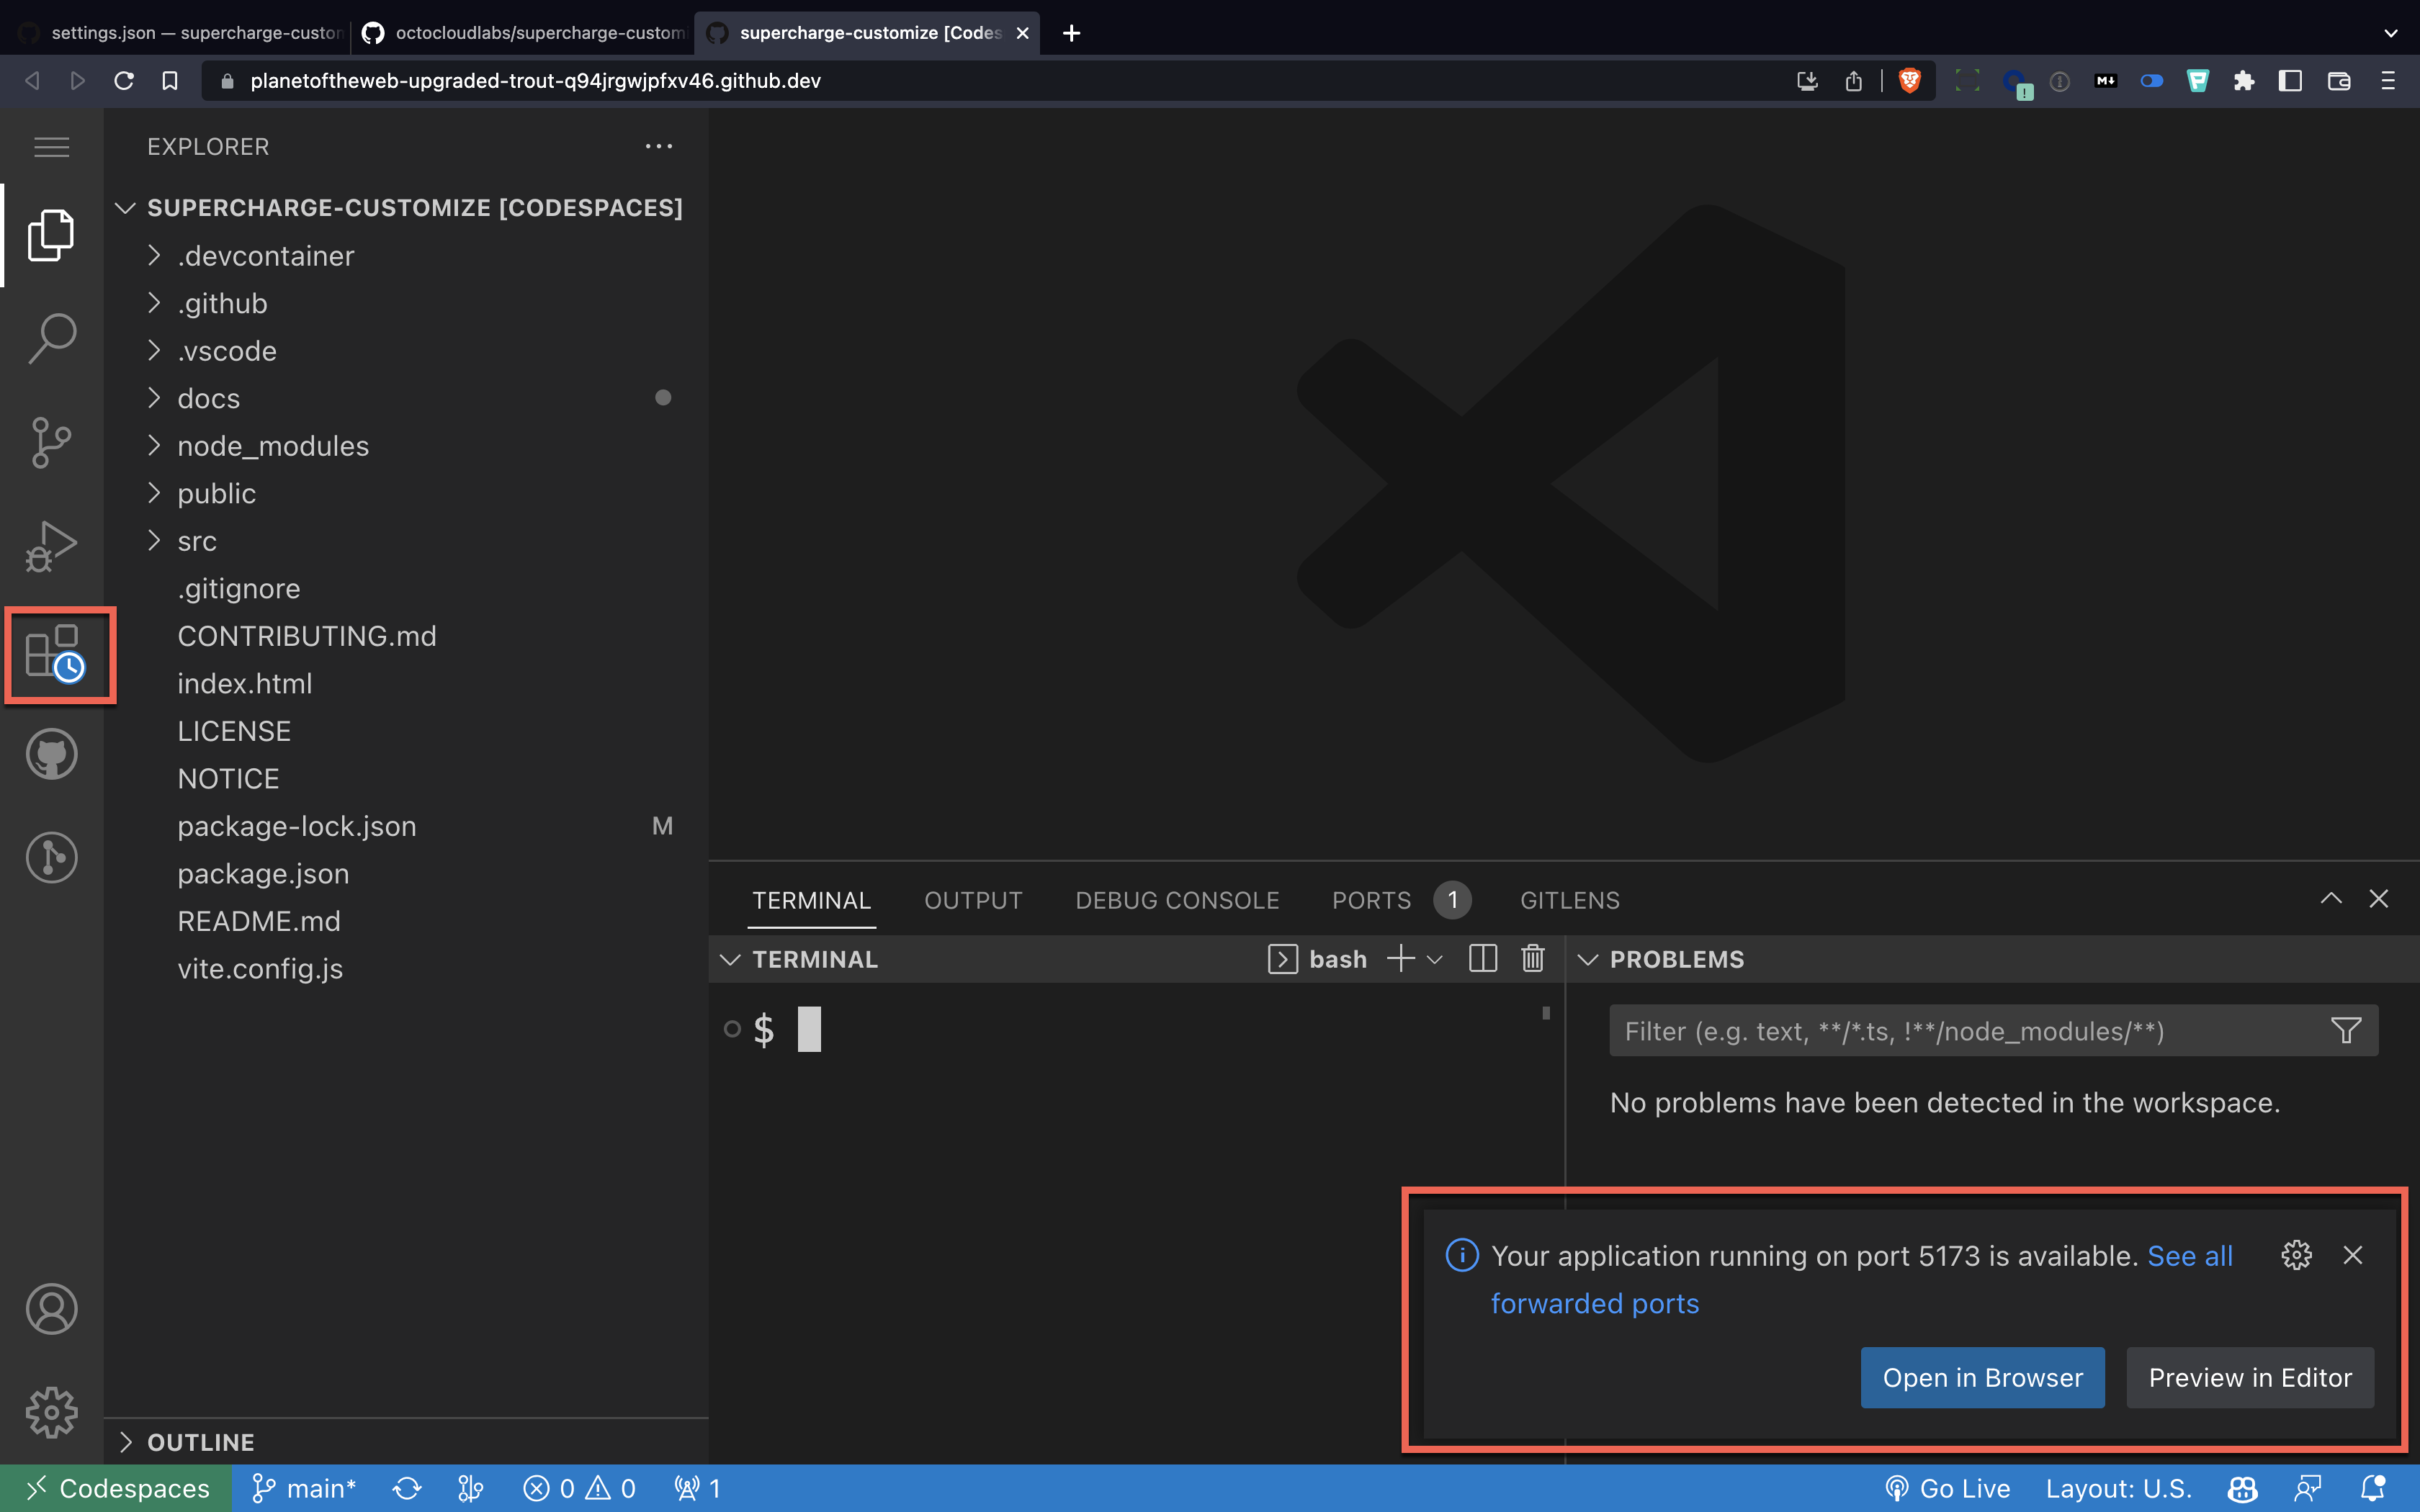 settings.json — supercharge-custon
octocloudlabs/supercharge-custom
supercharge-customize [Codes
planetoftheweb-upgraded-trout-q94jrgwjpfxv46.github.dev
M
!
EXPLORER
SUPERCHARGE-CUSTOMIZE [CODESPACES]
.devcontainer
.github
.vscode
docs
node_modules
public
src
.gitignore
CONTRIBUTING.md
index.html
LICENSE
NOTICE
package-lock.json M
package.json
README.md
vite.config.js
OUTLINE
TERMINAL OUTPUT DEBUG CONSOLE PORTS 1 GITLENS
TERMINAL bash
$
PROBLEMS
Filter (e.g. text, **/*.ts, !**/node_modules/**)
No problems have been detected in the workspace.
Your application running on port 5173 is available. See all
forwarded ports
Open in Browser Preview in Editor
Codespaces main* 0 0 1 Go Live Layout: U.S.